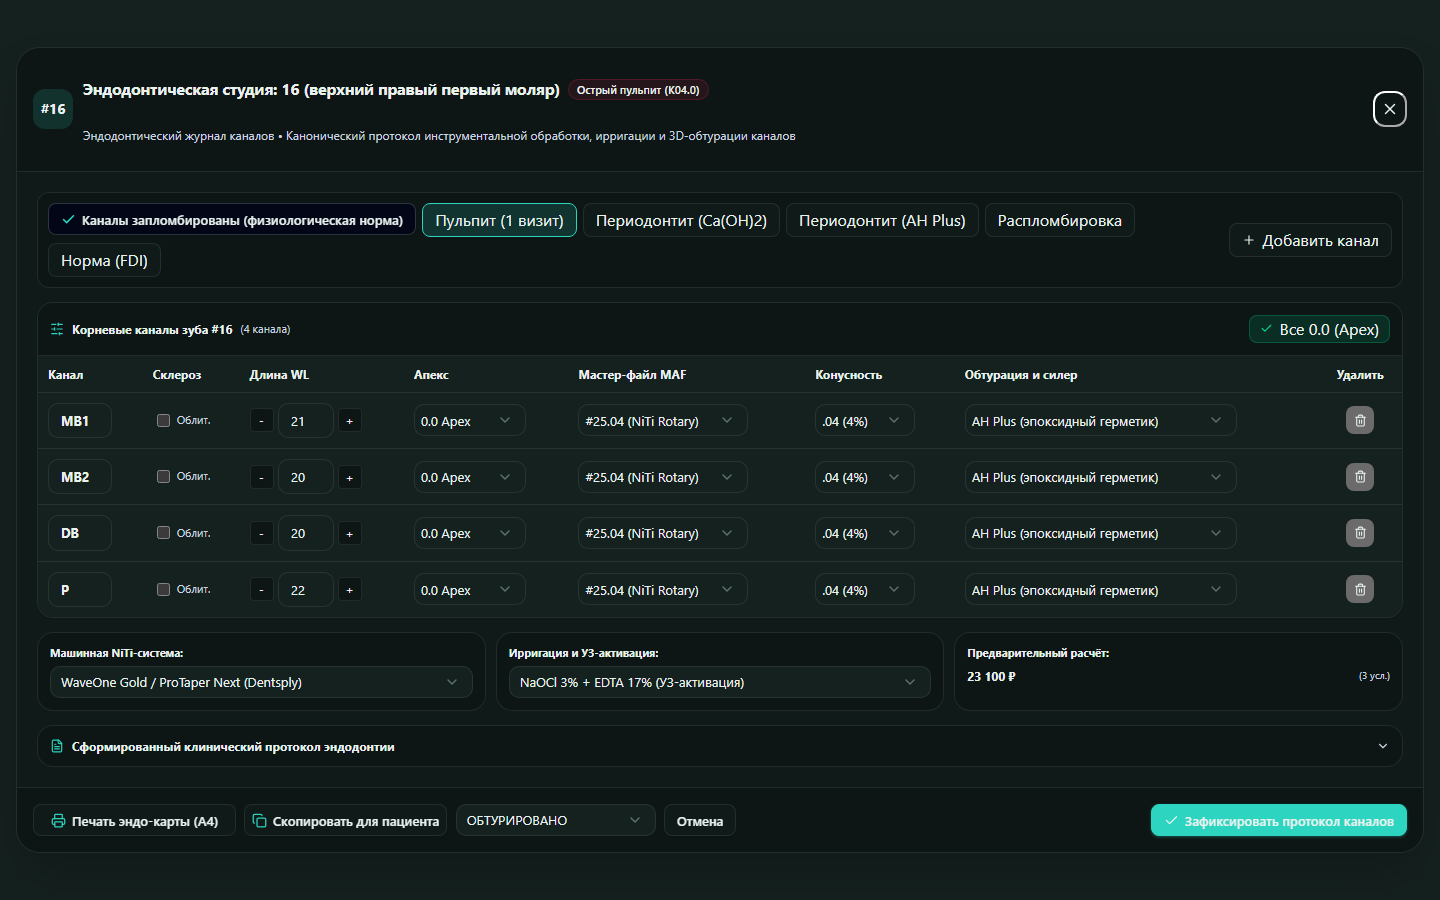 #16
Эндодонтическая студия: 16 (верхний правый первый моляр) Острый пульпит (K04.0)
Эндодонтический журнал каналов • Канонический протокол инструментальной обработки, ирригации и 3D-обтурации каналов
Каналы запломбированы (физиологическая норма) Пульпит (1 визит) Периодонтит (Ca(OH)2) Периодонтит (AH Plus) Распломбировка
Норма (FDI)
+ Добавить канал
Корневые каналы зуба #16 (4 канала) Все 0.0 (Apex)
Канал Склероз Длина WL Апекс Мастер-файл MAF Конусность Обтурация и силер Удалить
MB1 Облит. - 21 + 0.0 Apex #25.04 (NiTi Rotary) .04 (4%) AH Plus (эпоксидный герметик)
MB2 Облит. - 20 + 0.0 Apex #25.04 (NiTi Rotary) .04 (4%) AH Plus (эпоксидный герметик)
DB Облит. - 20 + 0.0 Apex #25.04 (NiTi Rotary) .04 (4%) AH Plus (эпоксидный герметик)
P Облит. - 22 + 0.0 Apex #25.04 (NiTi Rotary) .04 (4%) AH Plus (эпоксидный герметик)
Машинная NiTi-система:
WaveOne Gold / ProTaper Next (Dentsply)
Ирригация и УЗ-активация:
NaOCl 3% + EDTA 17% (УЗ-активация)
Предварительный расчёт:
23 100 ₽ (3 усл.)
Сформированный клинический протокол эндодонтии
Печать эндо-карты (А4) Скопировать для пациента ОБТУРИРОВАНО Отмена Зафиксировать протокол каналов